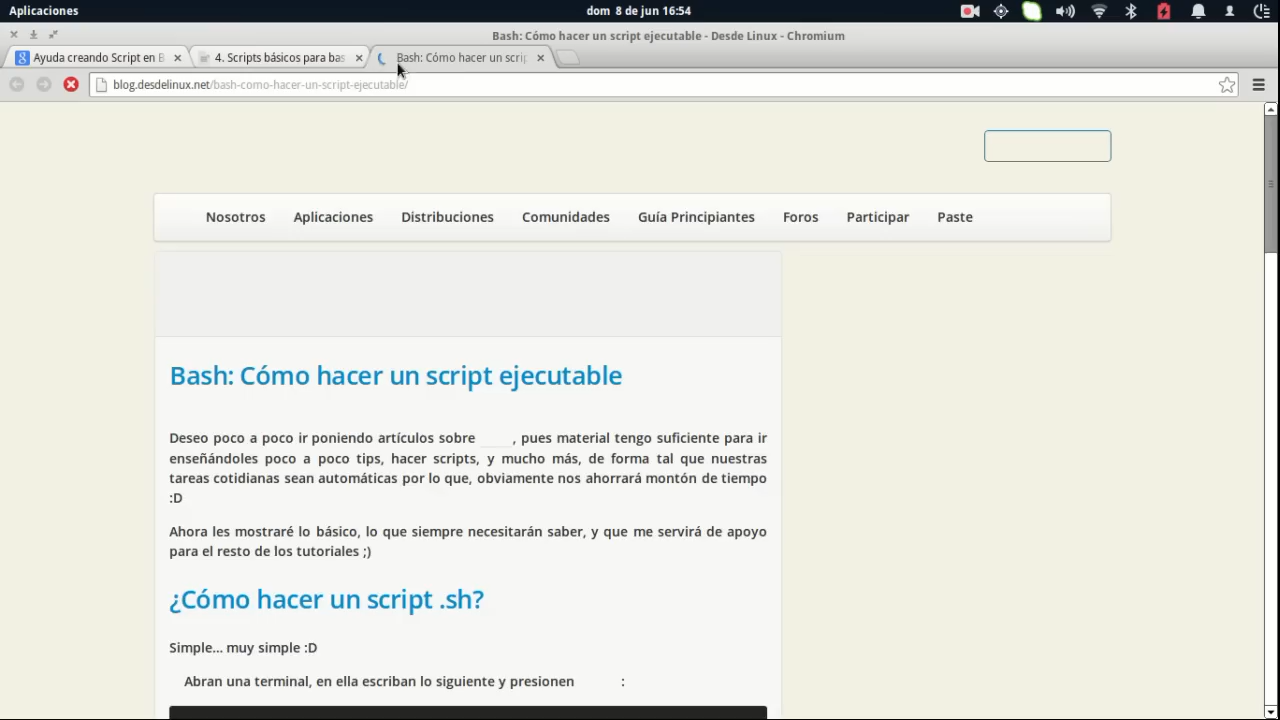 Aplicaciones
dom 8 de jun 16:54
Bash: Cómo hacer un script ejecutable - Desde Linux - Chromium
Ayuda creando Script en B
4. Scripts básicos para bas
Bash: Cómo hacer un scrip
blog.desdelinux.net/bash-como-hacer-un-script-ejecutable/
Nosotros Aplicaciones Distribuciones Comunidades Guía Principiantes Foros Participar Paste
Bash: Cómo hacer un script ejecutable
Deseo poco a poco ir poniendo artículos sobre , pues material tengo suficiente para ir
enseñándoles poco a poco tips, hacer scripts, y mucho más, de forma tal que nuestras
tareas cotidianas sean automáticas por lo que, obviamente nos ahorrará montón de tiempo
:D
Ahora les mostraré lo básico, lo que siempre necesitarán saber, y que me servirá de apoyo
para el resto de los tutoriales ;)
¿Cómo hacer un script .sh?
Simple... muy simple :D
Abran una terminal, en ella escriban lo siguiente y presionen :